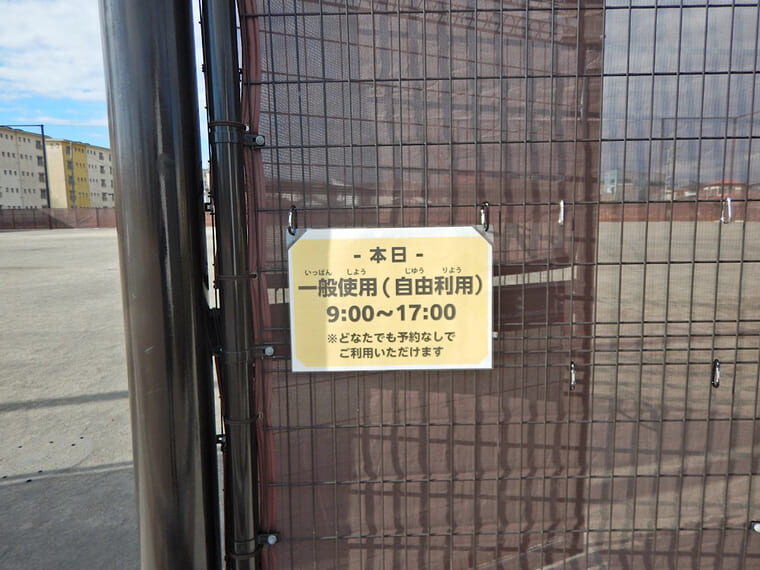 - 本日 -
いっぱん しよう じゆう りよう
一般使用(自由利用)
9:00～17:00
※どなたでも予約なしで
ご利用いただけます